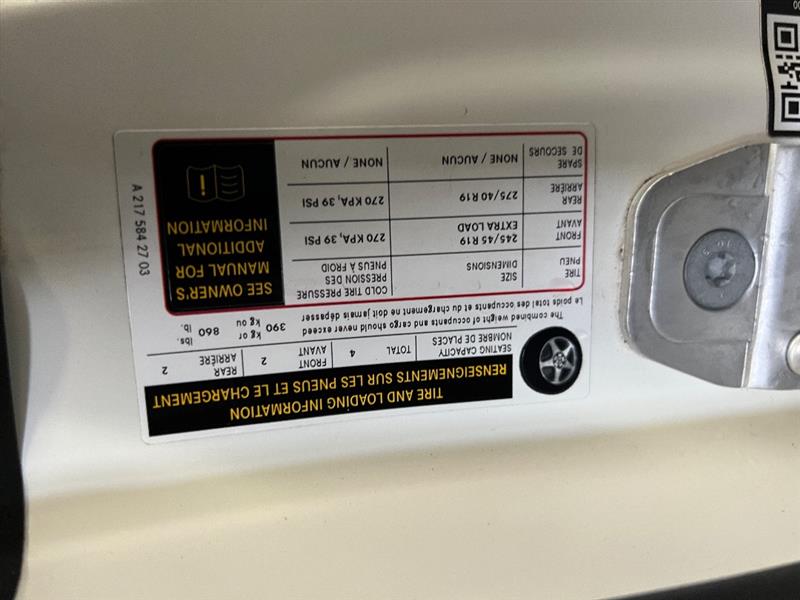 TIRE AND LOADING INFORMATION
RENSEIGNEMENTS SUR LES PNEUS ET LE CHARGEMENT
SEATING CAPACITY
NOMBRE DE PLACES
TOTAL 4
FRONT
AVANT
2
REAR
ARRIÈRE
2
The combined weight of occupants and cargo should never exceed
Le poids total des occupants et du chargement ne doit jamais dépasser
390
kg or
kg ou
860
lbs.
lb.
TIRE
PNEU
SIZE
DIMENSIONS
COLD TIRE PRESSURE
PRESSION DES
PNEUS À FROID
FRONT
AVANT
245/45 R19
EXTRA LOAD
270 KPA, 39 PSI
REAR
ARRIÈRE
275/40 R19
270 KPA, 39 PSI
SPARE
DE SECOURS
NONE / AUCUN
NONE / AUCUN
SEE OWNER'S
MANUAL FOR
ADDITIONAL
INFORMATION
A 217 584 27 03